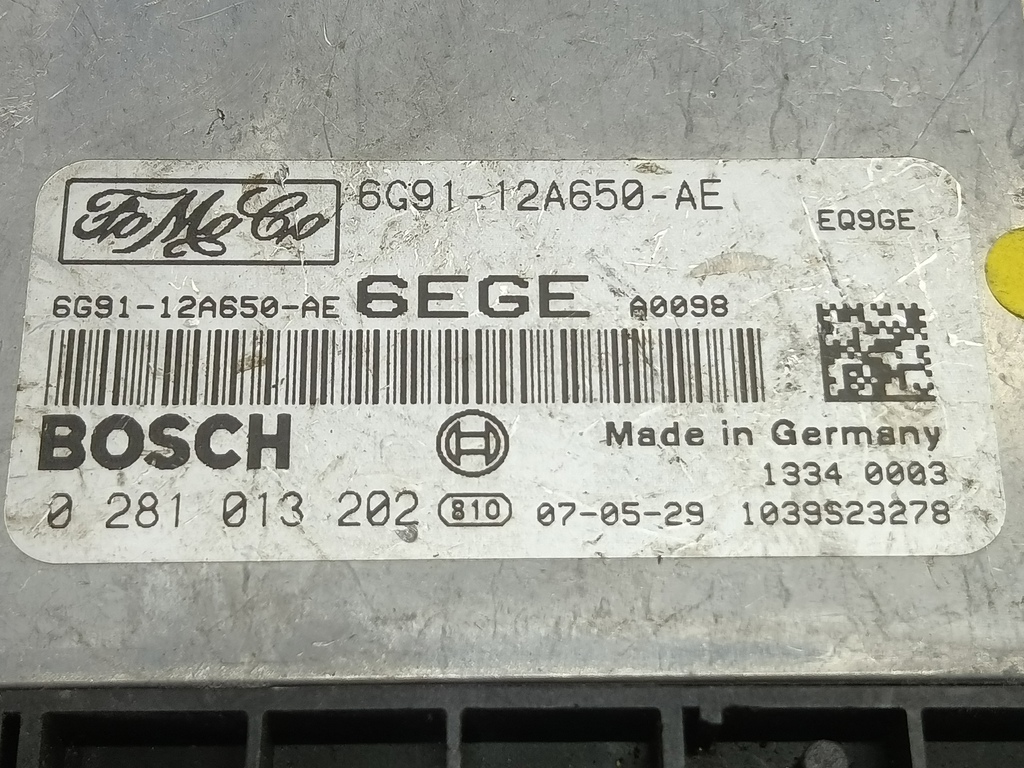 FoMoCo
6G91-12A650-AE
EQ9GE
6G91-12A650-AE 6EGE A0098
BOSCH
Made in Germany
1334 0003
0 281 013 202 810 07-05-29 1039S23278